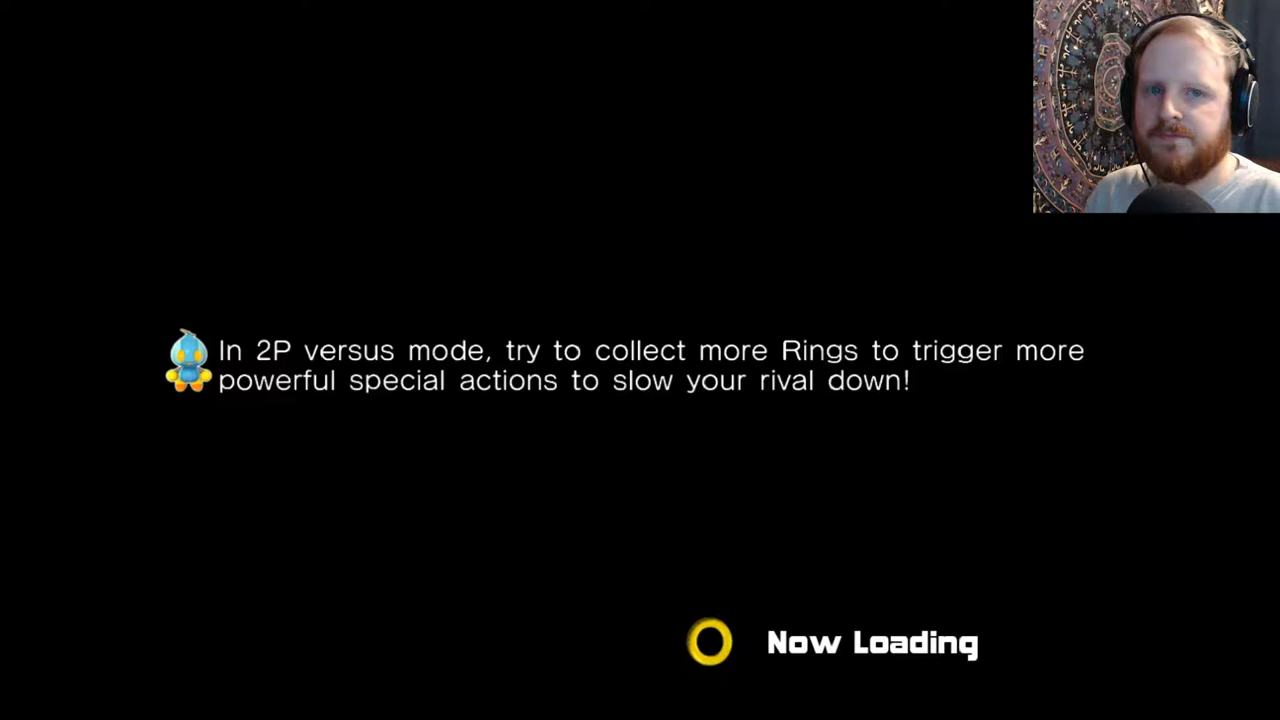 In 2P versus mode, try to collect more Rings to trigger more
powerful special actions to slow your rival down!
Now Loading